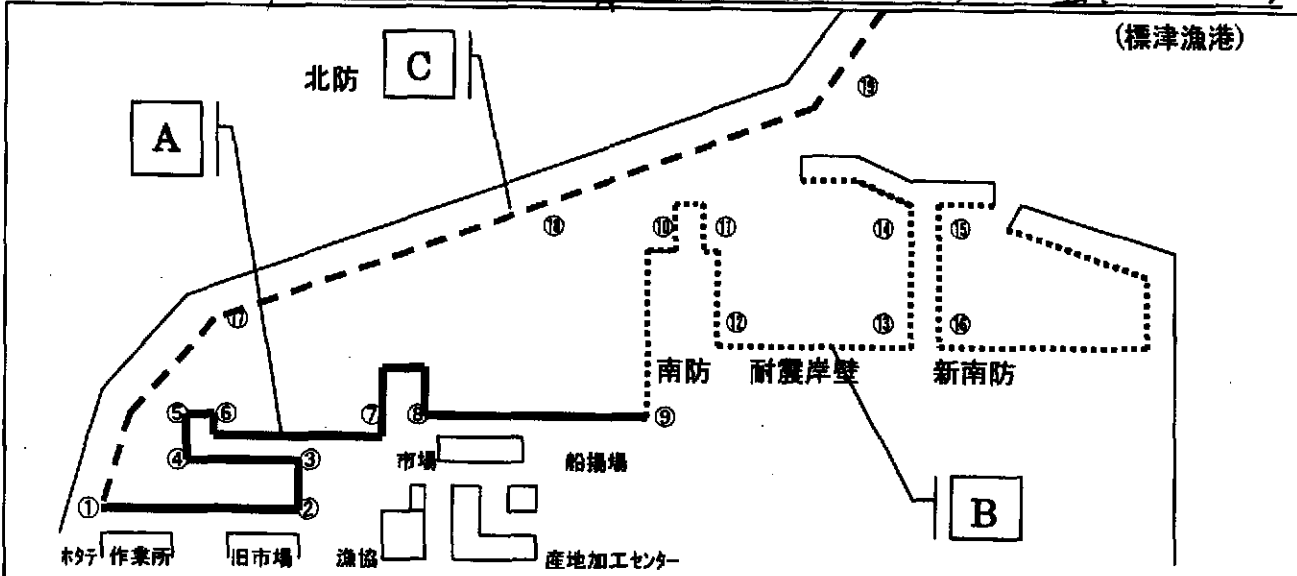 (標津漁港)
北防
C
A
⑲
⑱
⑩
⑪
⑭
⑮
⑰
⑫
⑬
⑯
南防
耐震岸壁
新南防
⑤
⑥
⑦
⑧
⑨
④
③
市場
船揚場
①
②
B
ホタテ
作業所
旧市場
漁協
産地加工センター